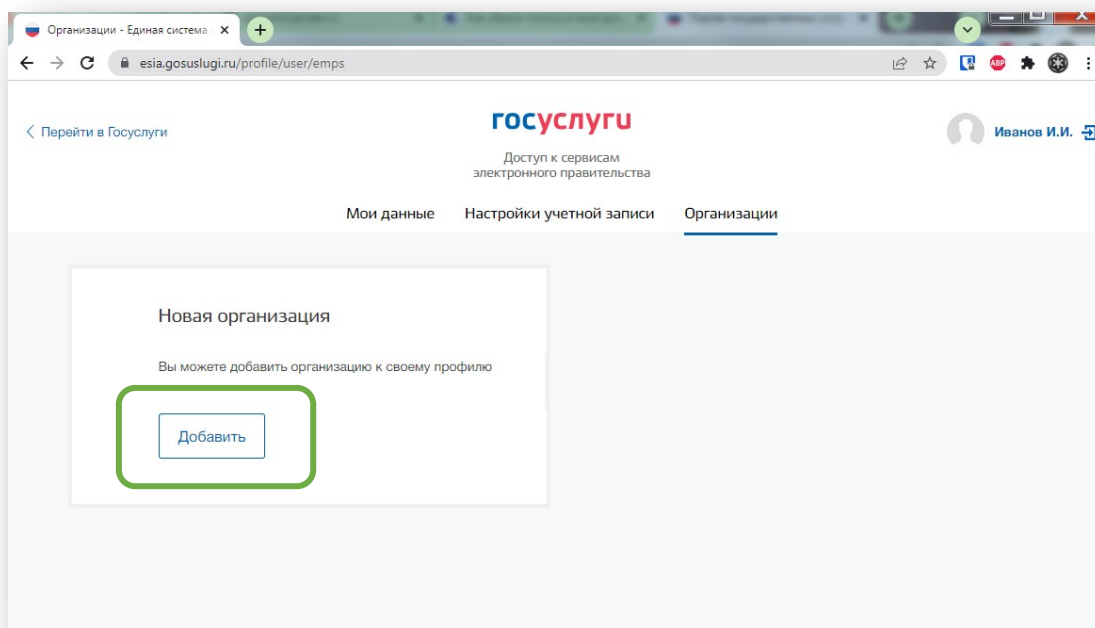 Организации - Единая система
esia.gosuslugi.ru/profile/user/emps
ABP
Перейти в Госуслуги
госуслуги
Иванов И.И.
Доступ к сервисам
электронного правительства
Мои данные
Настройки учетной записи
Организации
Новая организация
Вы можете добавить организацию к своему профилю
Добавить